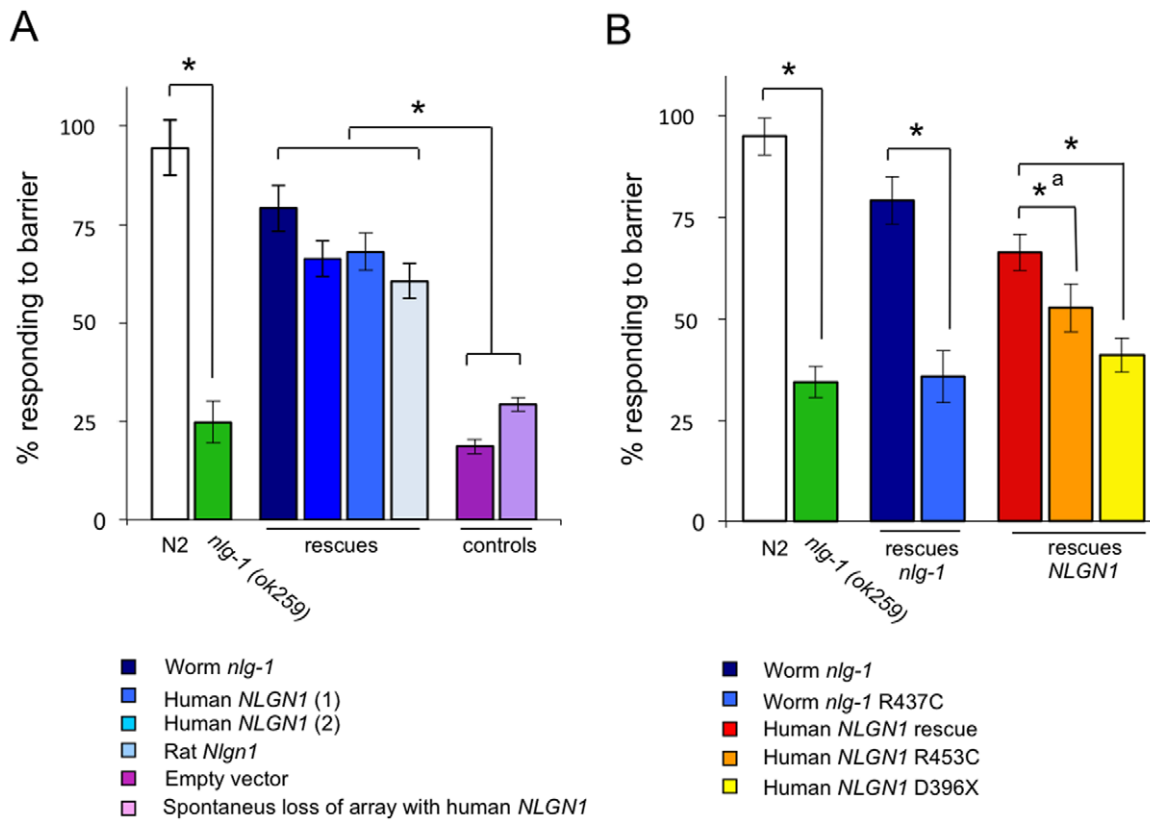 A
*
*
100
75
50
25
0
% responding to barrier
N2
nlg-1 (ok259)
rescues
controls
Worm nlg-1
Human NLGN1 (1)
Human NLGN1 (2)
Rat Nlgn1
Empty vector
Spontaneus loss of array with human NLGN1
B
*
*
*
* a
100
75
50
25
0
% responding to barrier
N2
nlg-1 (ok259)
rescues
nlg-1
rescues
NLGN1
Worm nlg-1
Worm nlg-1 R437C
Human NLGN1 rescue
Human NLGN1 R453C
Human NLGN1 D396X